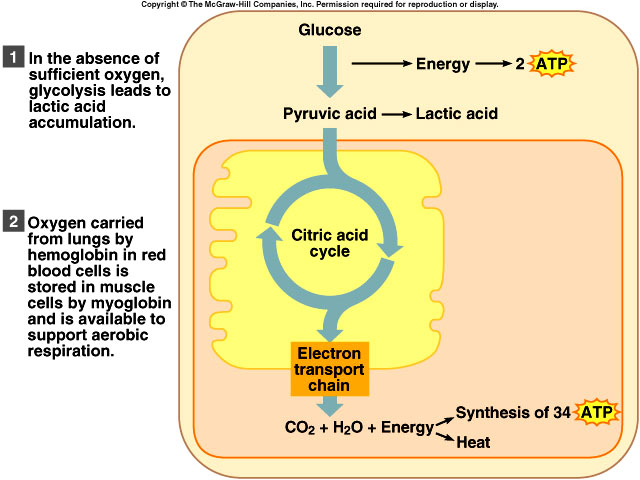 Copyright © The McGraw-Hill Companies, Inc. Permission required for reproduction or display.
Glucose
1 In the absence of
sufficient oxygen,
glycolysis leads to
lactic acid
accumulation.
Energy 2 ATP
Pyruvic acid Lactic acid
2 Oxygen carried
from lungs by
hemoglobin in red
blood cells is
stored in muscle
cells by myoglobin
and is available to
support aerobic
respiration.
Citric acid
cycle
Electron
transport
chain
CO₂ + H₂O + Energy
Synthesis of 34 ATP
Heat